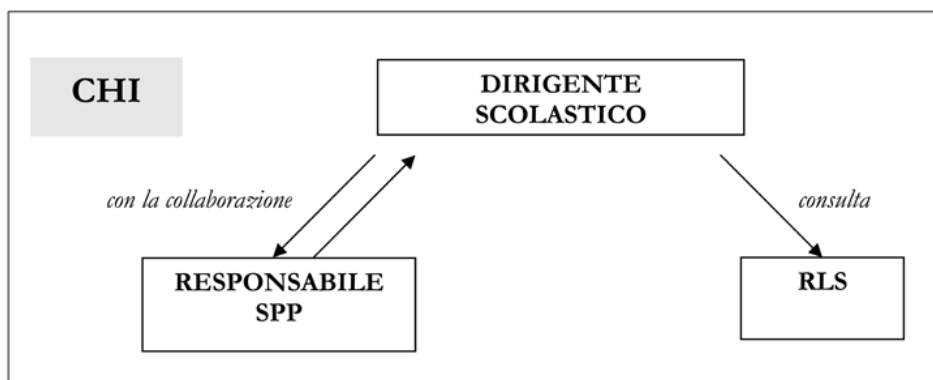 CHI
DIRIGENTE
SCOLASTICO
con la collaborazione
consulta
RESPONSABILE
SPP
RLS